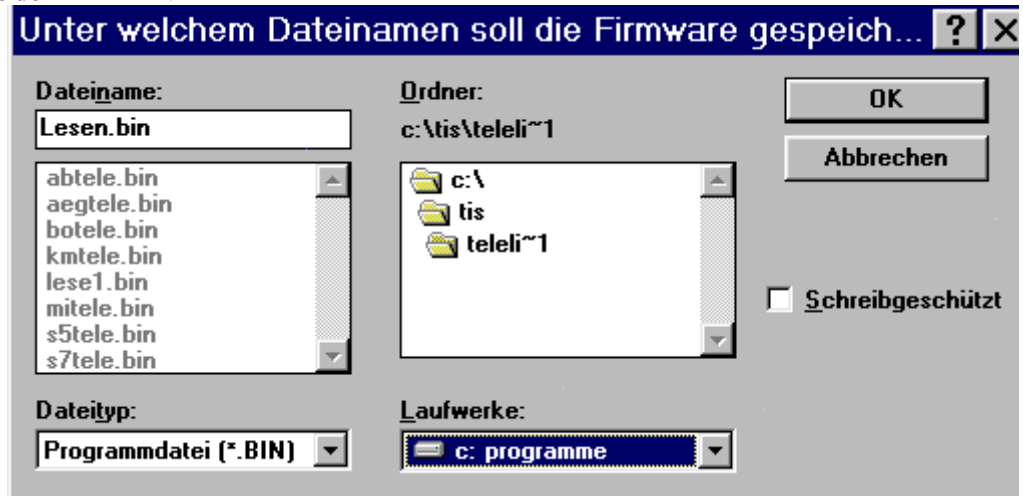 Unter welchem Dateinamen soll die Firmware gespeich... ? X
Dateiname:
Lesen.bin
abtele.bin
aegtele.bin
botele.bin
kmtele.bin
lese1.bin
mitele.bin
s5tele.bin
s7tele.bin
Dateityp:
Programmdatei (*.BIN)
Ordner:
c:\tis\teleli~1
c:\
tis
teleli~1
Laufwerke:
c: programme
OK
Abbrechen
Schreibgeschützt